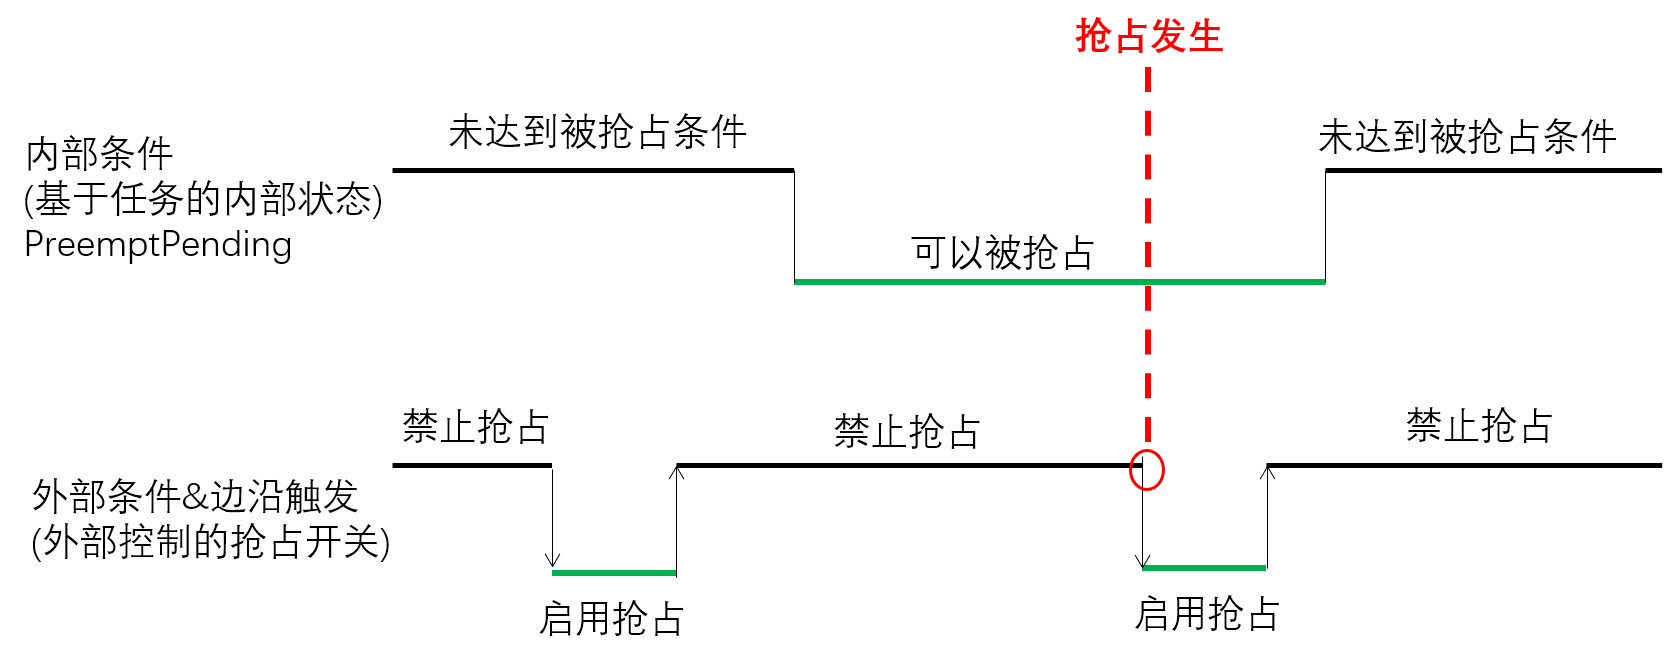 抢占发生
未达到被抢占条件
未达到被抢占条件
内部条件
(基于任务的内部状态)
PreemptPending
可以被抢占
禁止抢占
禁止抢占
禁止抢占
外部条件&边沿触发
(外部控制的抢占开关)
启用抢占
启用抢占